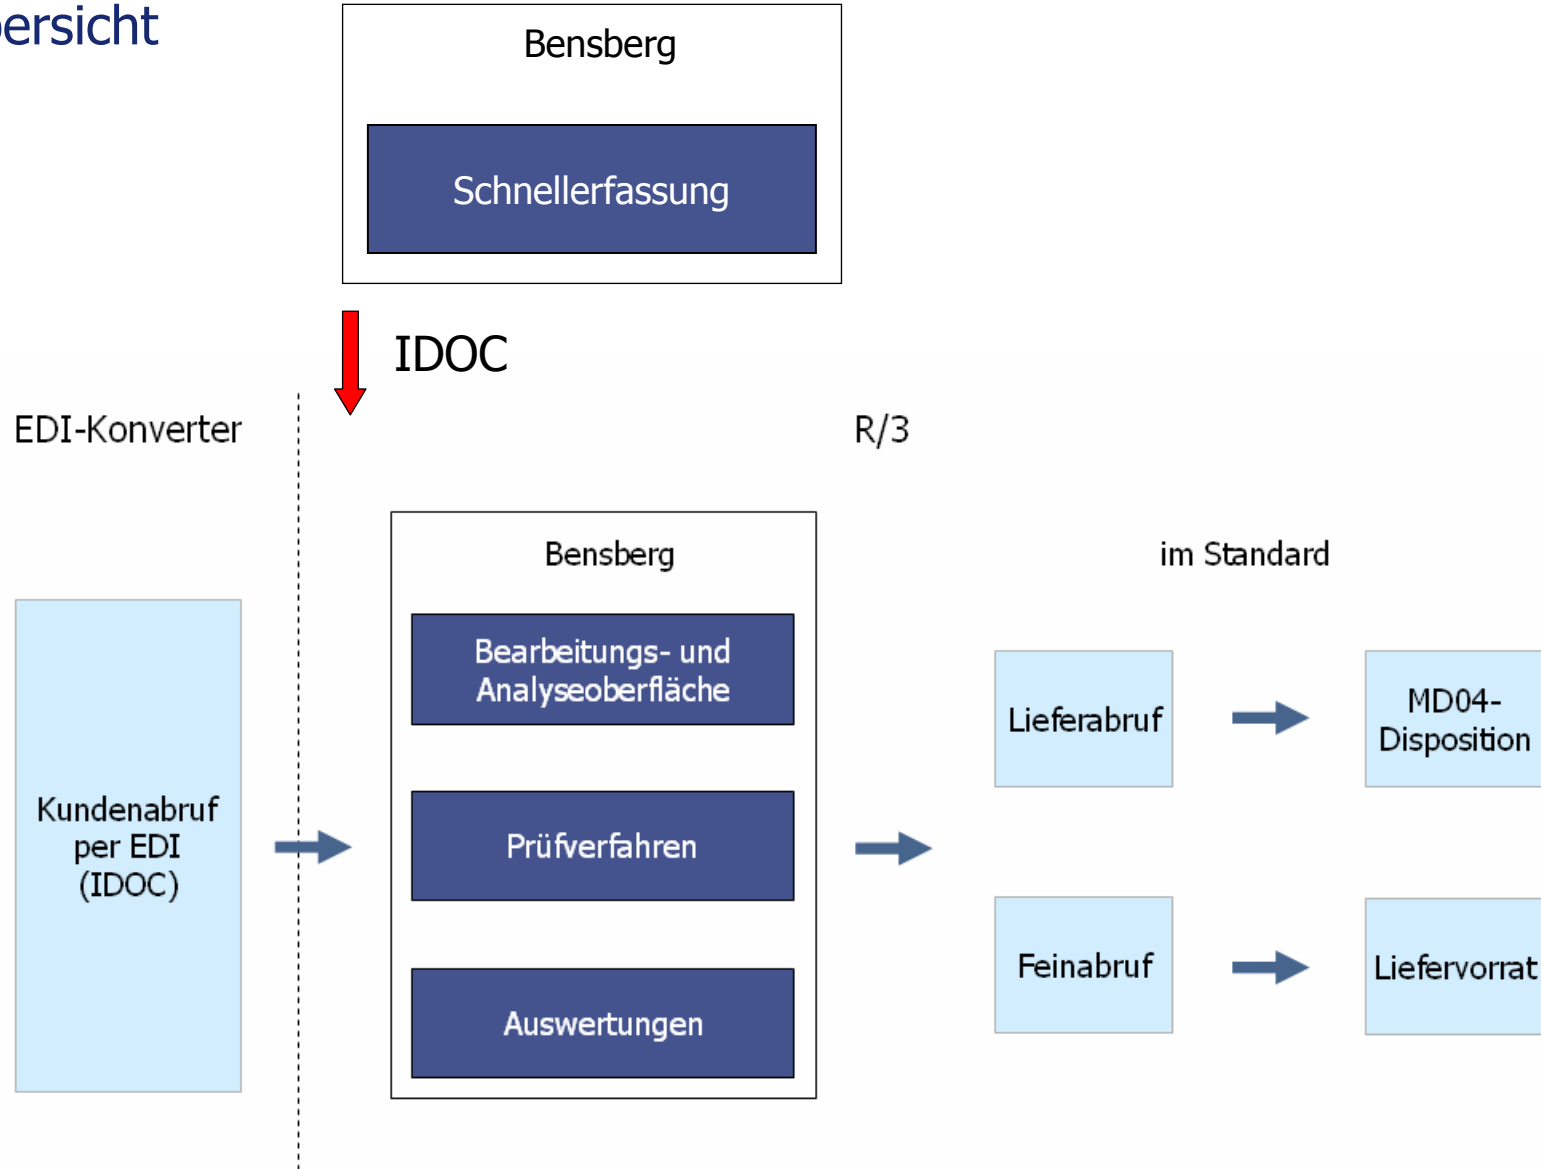 Bensberg
Schnellerfassung
IDOC
EDI-Konverter
R/3
Bensberg
im Standard
Bearbeitungs- und
Analyseoberfläche
Kundenabruf
per EDI
(IDOC)
Prüfverfahren
Auswertungen
Lieferabruf
MD04-
Disposition
Feinabruf
Liefervorrat